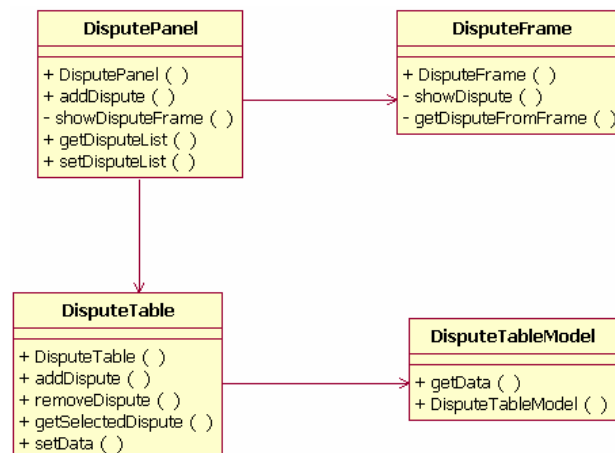 DisputePanel
+ DisputePanel ( )
+ addDispute ( )
- showDisputeFrame ( )
+ getDisputeList ( )
+ setDisputeList ( )
DisputeFrame
+ DisputeFrame ( )
- showDispute ( )
- getDisputeFromFrame ( )
DisputeTable
+ DisputeTable ( )
+ addDispute ( )
+ removeDispute ( )
+ getSelectedDispute ( )
+ setData ( )
DisputeTableModel
+ getData ( )
+ DisputeTableModel ( )